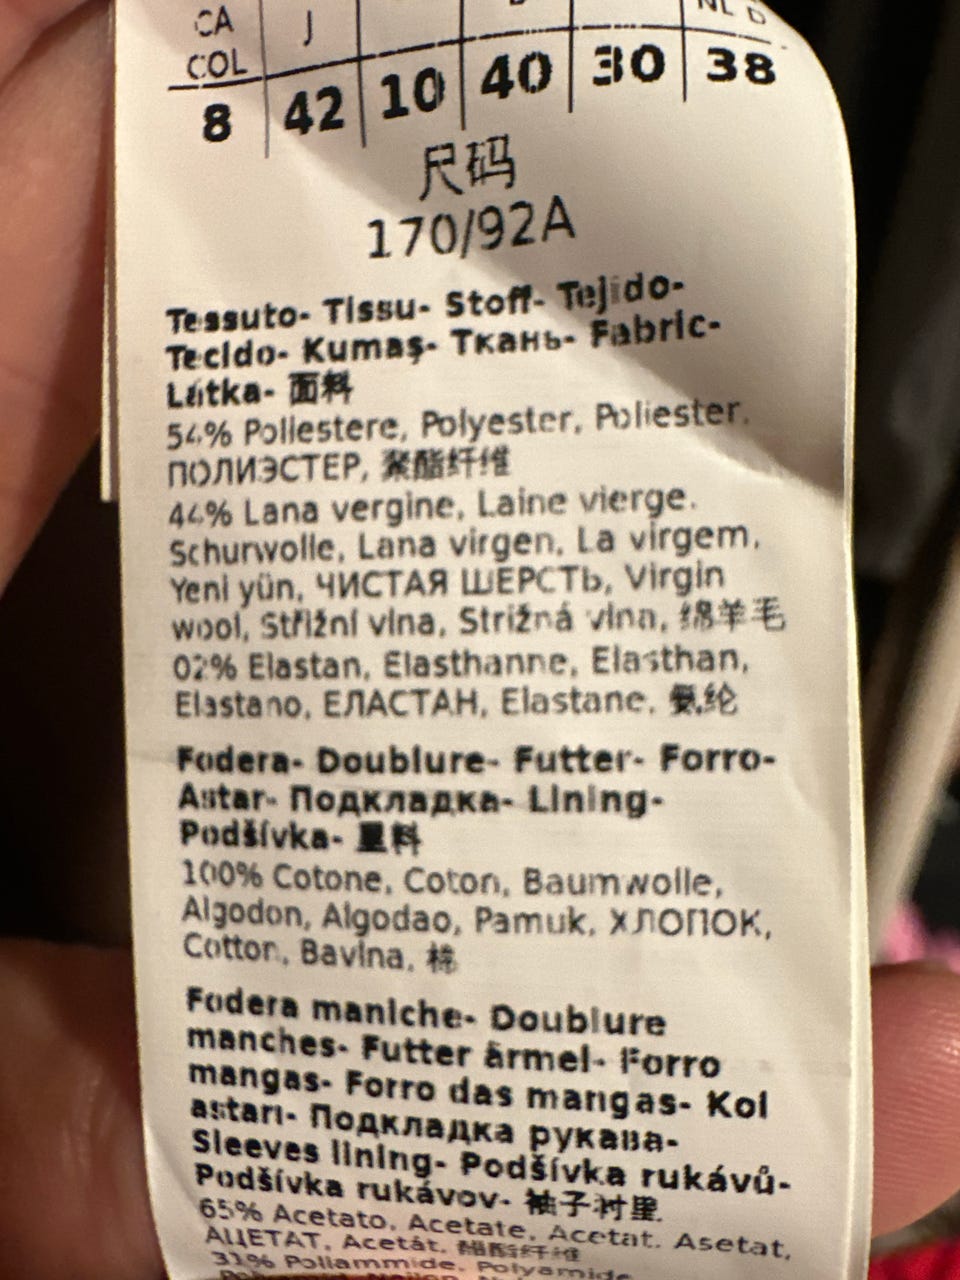 CA J NL D
COL
8 42 10 40 30 38
尺码
170/92A
Tessuto- Tissu- Stoff- Tejido-
Tecido- Kumaş- Ткань- Fabric-
Látka- 面料
54% Poliestere, Polyester, Poliester.
ПОЛИЭСТЕР, 聚酯纤维
44% Lana vergine, Laine vierge.
Schurwolle, Lana virgen, La virgem,
Yeni yün, ЧИСТАЯ ШЕРСТЬ, Virgin
wool, Střižní vlna, Strižná vlna, 绵羊毛
02% Elastan, Elasthanne, Elasthan,
Elastano, ЕЛАСТАН, Elastane, 氨纶
Fodera- Doublure- Futter- Forro-
Astar- Подкладка- Lining-
Podšívka- 里料
100% Cotone, Coton, Baumwolle,
Algodon, Algodao, Pamuk, ХЛОПОК,
Cotton, Bavlna, 棉
Fodera maniche- Doublure
manches- Futter ärmel- Forro
mangas- Forro das mangas- Kol
astarı- Подкладка рукава-
Sleeves lining- Podšívka rukávů-
Podšívka rukávov- 袖子衬里
65% Acetato, Acetate, Acetat. Asetat,
АЦЕТАТ, Acetát, 醋酯纤维
Poliammide, Polyamide